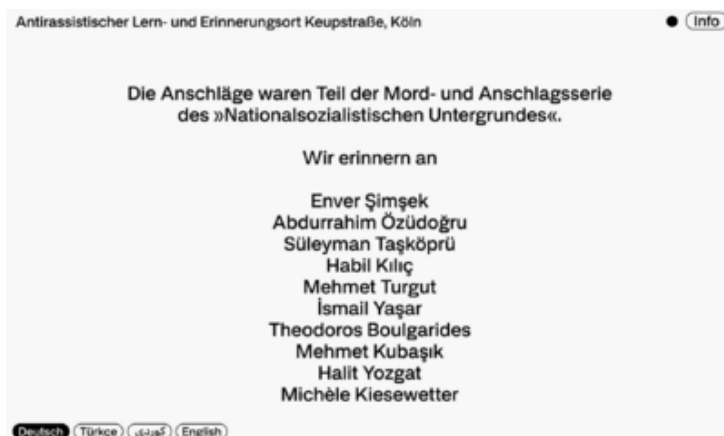 Antirassistischer Lern- und Erinnerungsort Keupstraße, Köln
Info
Die Anschläge waren Teil der Mord- und Anschlagsserie
des »Nationalsozialistischen Untergrundes«.
Wir erinnern an
Enver Şimşek
Abdurrahim Özüdoğru
Süleyman Taşköprü
Habil Kılıç
Mehmet Turgut
İsmail Yaşar
Theodoros Boulgarides
Mehmet Kubaşık
Halit Yozgat
Michèle Kiesewetter
Deutsch Türkçe کوردی English